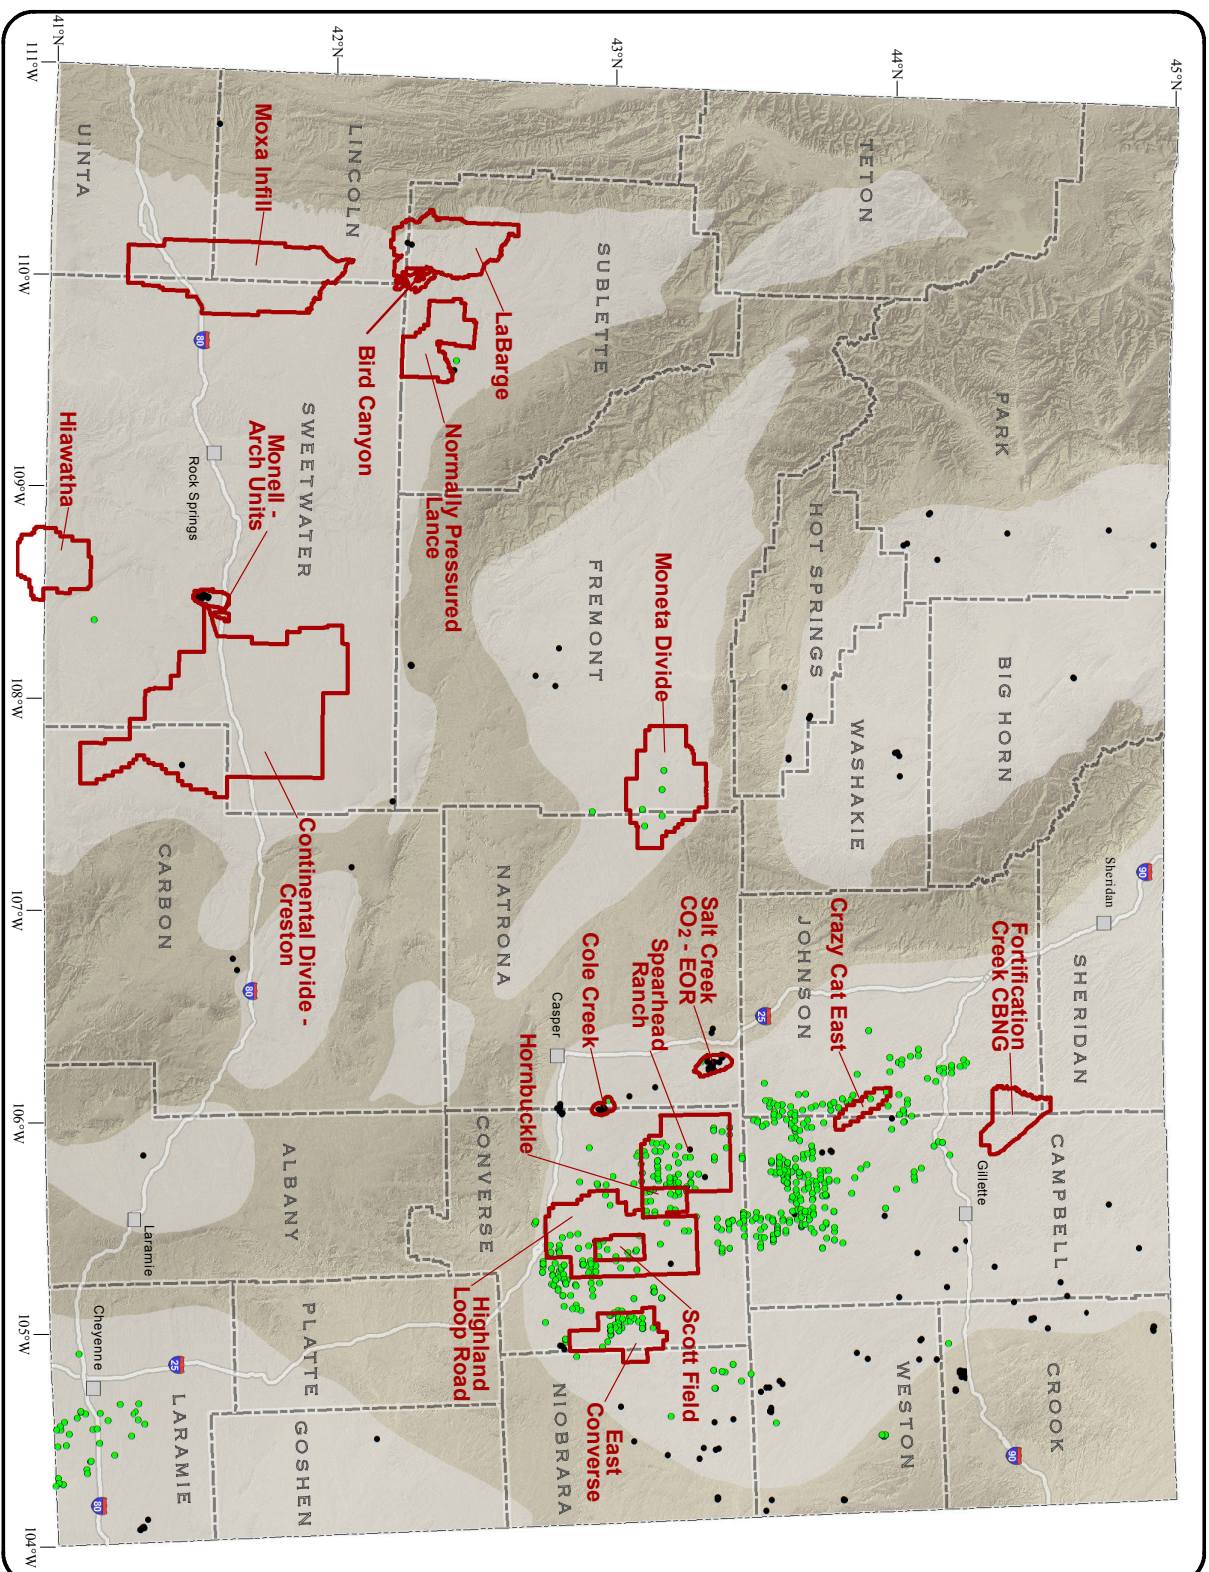 45°N
44°N
43°N
42°N
41°N
111°W
110°W
109°W
108°W
107°W
106°W
105°W
104°W
TETON
PARK
BIG HORN
SHERIDAN
CAMPBELL
CROOK
HOT SPRINGS
WASHAKIE
JOHNSON
WESTON
SUBLETTE
FREMONT
NATRONA
CONVERSE
NIOBRARA
LINCOLN
SWEETWATER
CARBON
ALBANY
PLATTE
GOSHEN
UINTA
LARAMIE
90
Sheridan
Fortification
Creek CBNG
Gillette
90
Crazy Cat East
25
Moneta Divide
Salt Creek
CO2 - EOR
Spearhead
Ranch
Cole Creek
Casper
Hornbuckle
Scott Field
East
Converse
Highland
Loop Road
LaBarge
Normally Pressured
Lance
Bird Canyon
Moxa Infill
80
Rock Springs
Monell -
Arch Units
Hiawatha
Continental Divide -
Creston
80
Laramie
Cheyenne
25
80